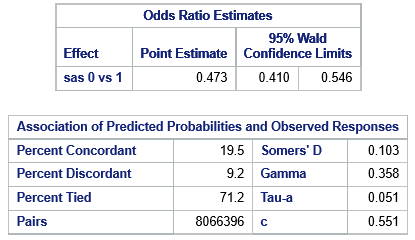 Odds Ratio Estimates
Effect Point Estimate 95% Wald Confidence Limits
sas 0 vs 1 0.473 0.410 0.546
Association of Predicted Probabilities and Observed Responses
Percent Concordant 19.5 Somers' D 0.103
Percent Discordant 9.2 Gamma 0.358
Percent Tied 71.2 Tau-a 0.051
Pairs 8066396 c 0.551